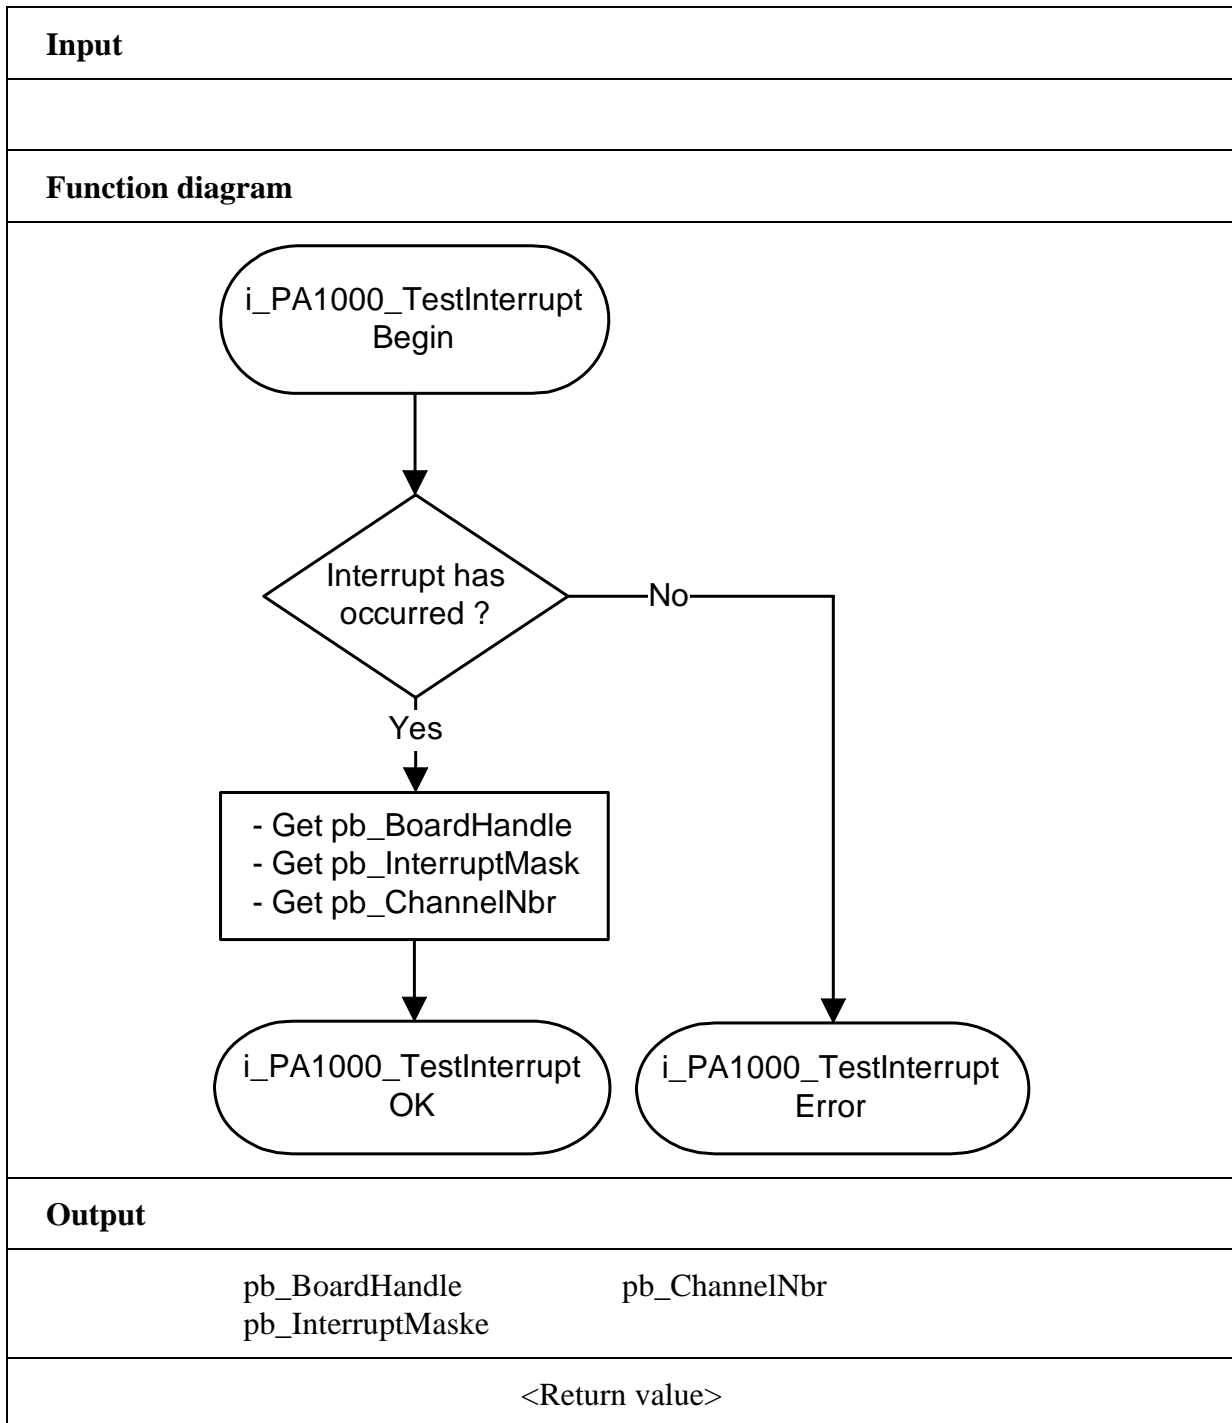 Input
Function diagram
i_PA1000_TestInterrupt
Begin
Interrupt has
occurred ?
No
Yes
- Get pb_BoardHandle
- Get pb_InterruptMask
- Get pb_ChannelNbr
i_PA1000_TestInterrupt
OK
i_PA1000_TestInterrupt
Error
Output
pb_BoardHandle pb_ChannelNbr
pb_InterruptMaske
<Return value>